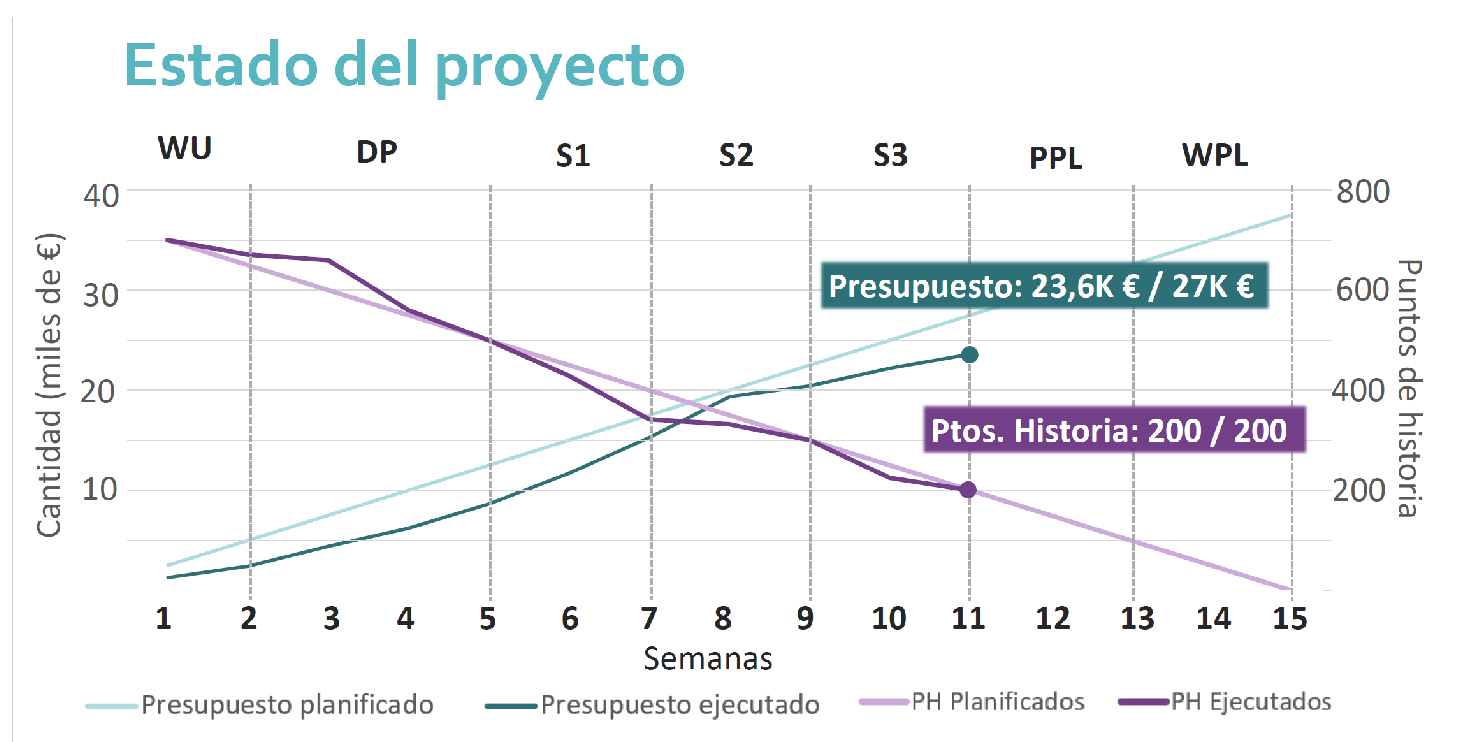 Estado del proyecto
WU DP S1 S2 S3 PPL WPL
40 800
Presupuesto: 23,6K € / 27K €
30 600
20 400
Ptos. Historia: 200 / 200
10 200
Cantidad (miles de €)
Puntos de historia
1 2 3 4 5 6 7 8 9 10 11 12 13 14 15
Semanas
Presupuesto planificado Presupuesto ejecutado PH Planificados PH Ejecutados